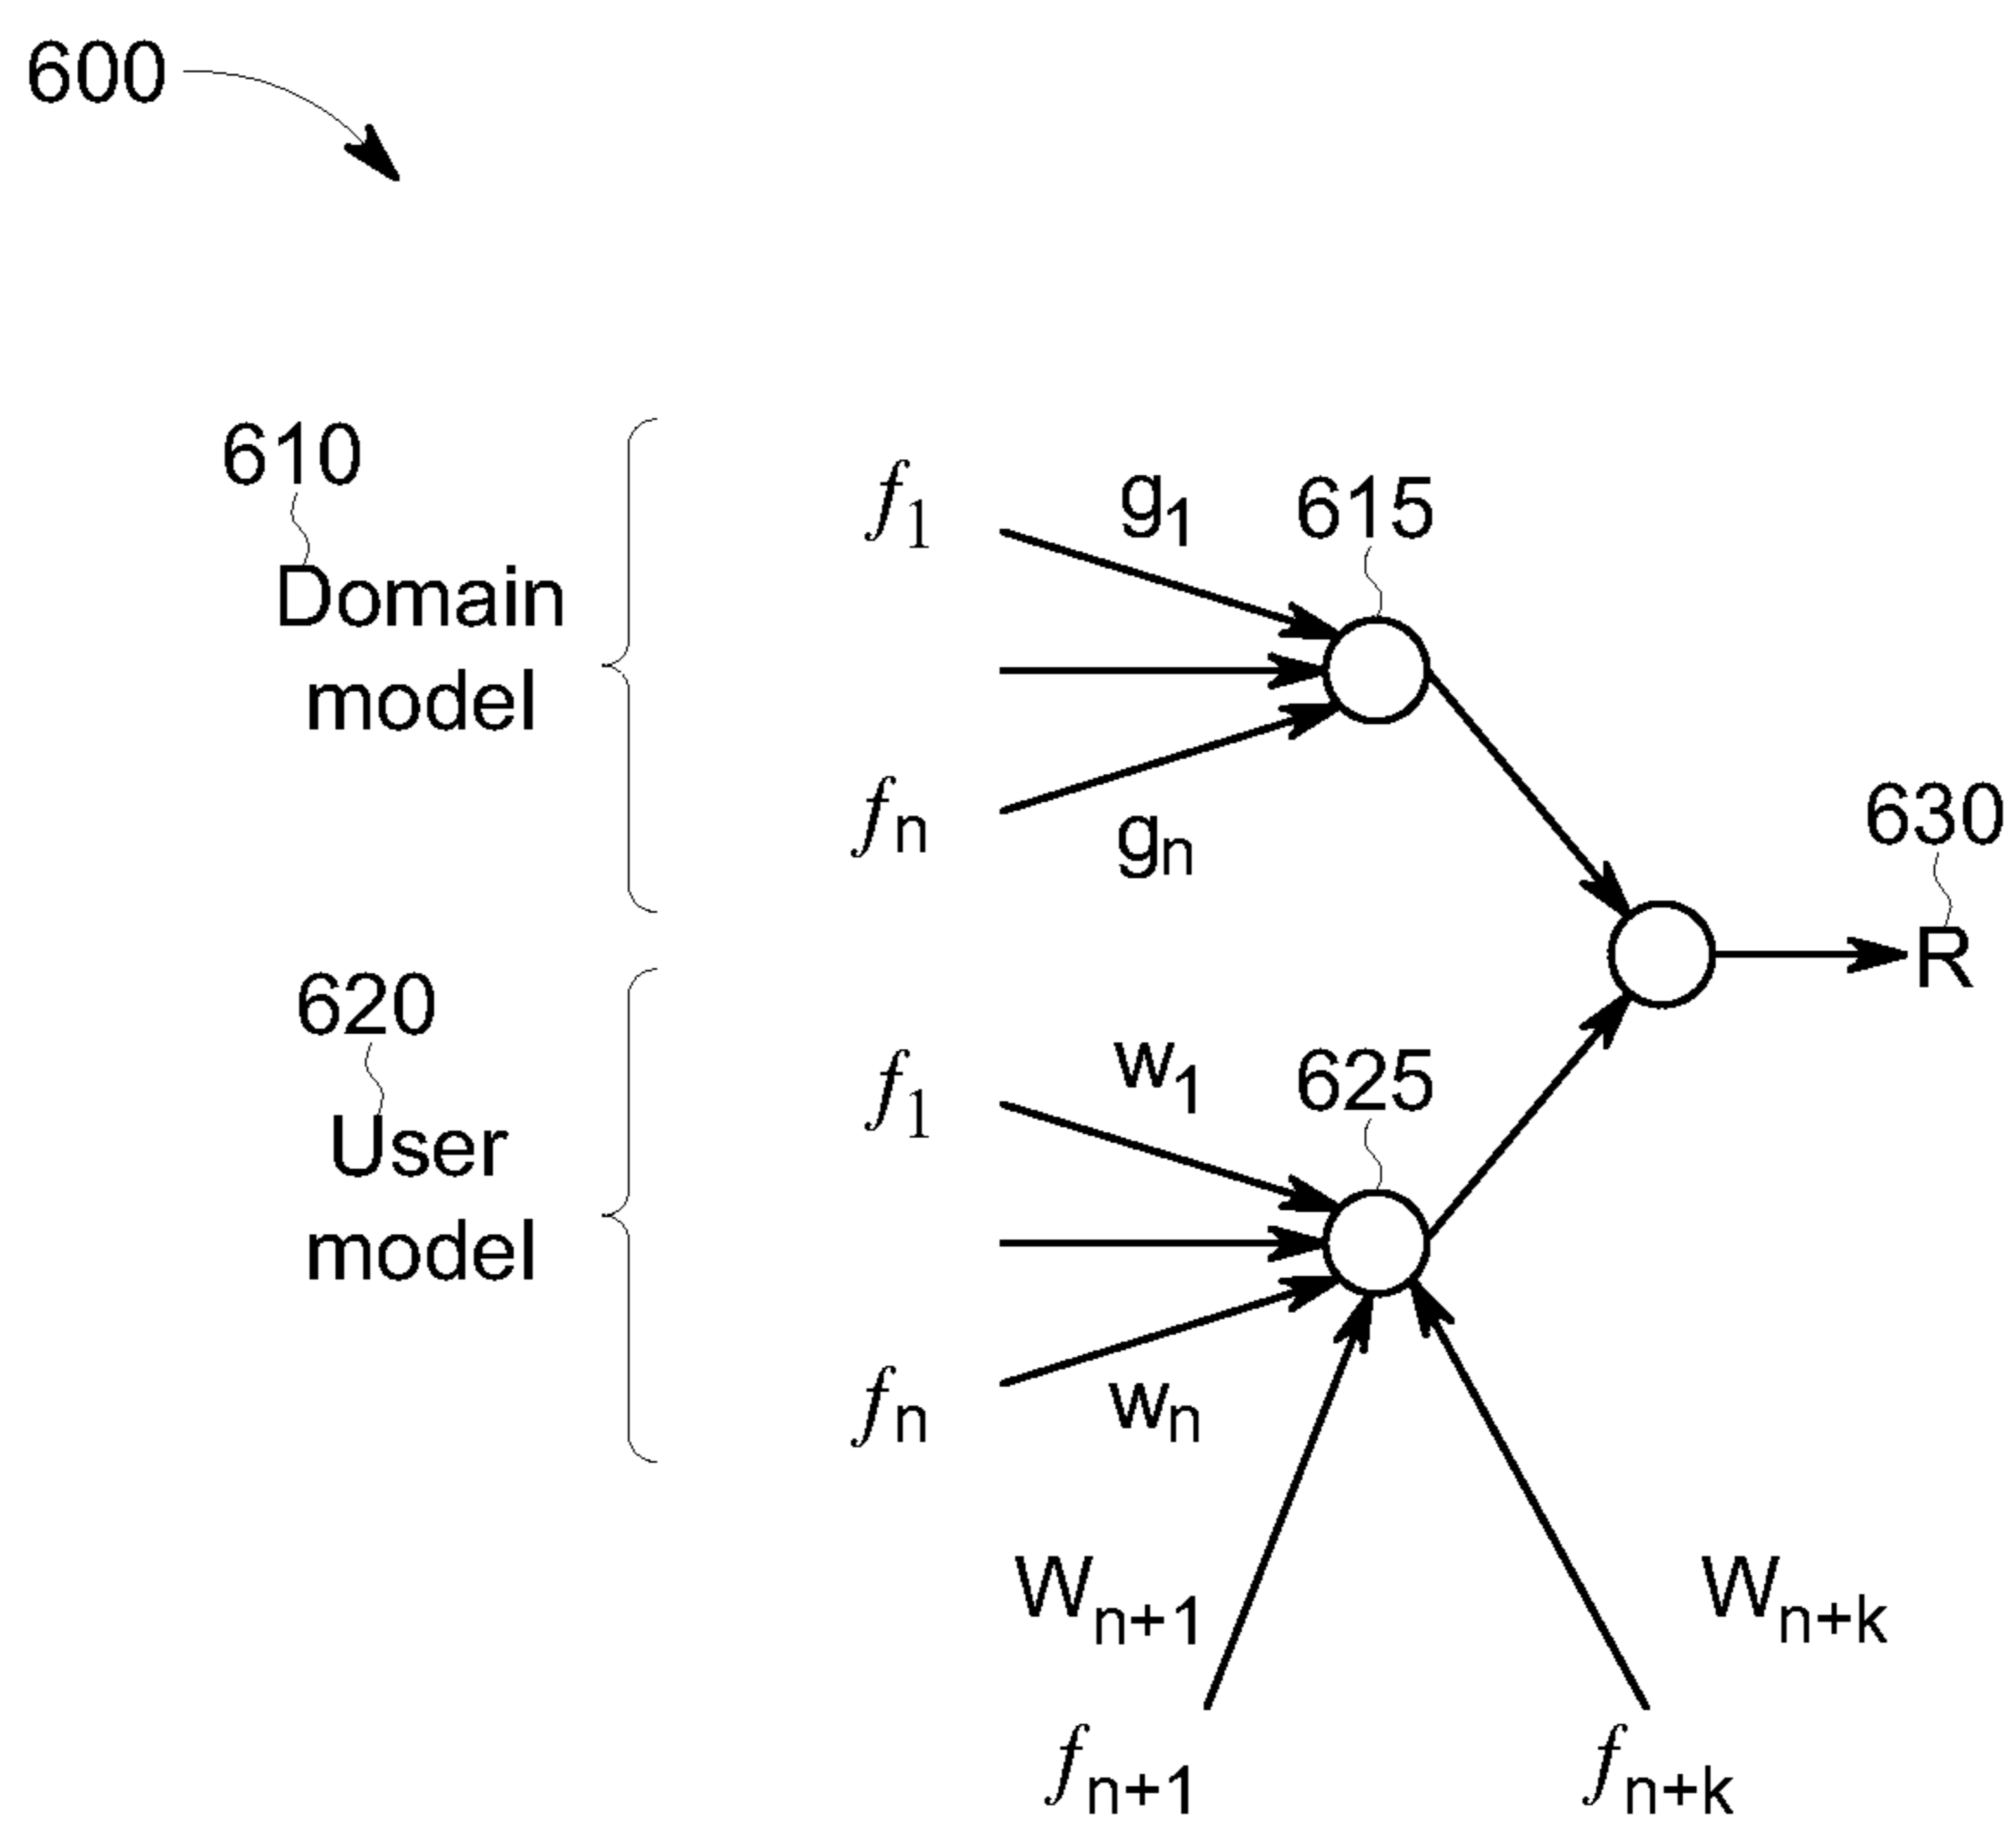 600
610
Domain
model
f1
g1
615
fn
gn
630
R
620
User
model
f1
w1
625
fn
wn
Wn+1
Wn+k
fn+1
fn+k